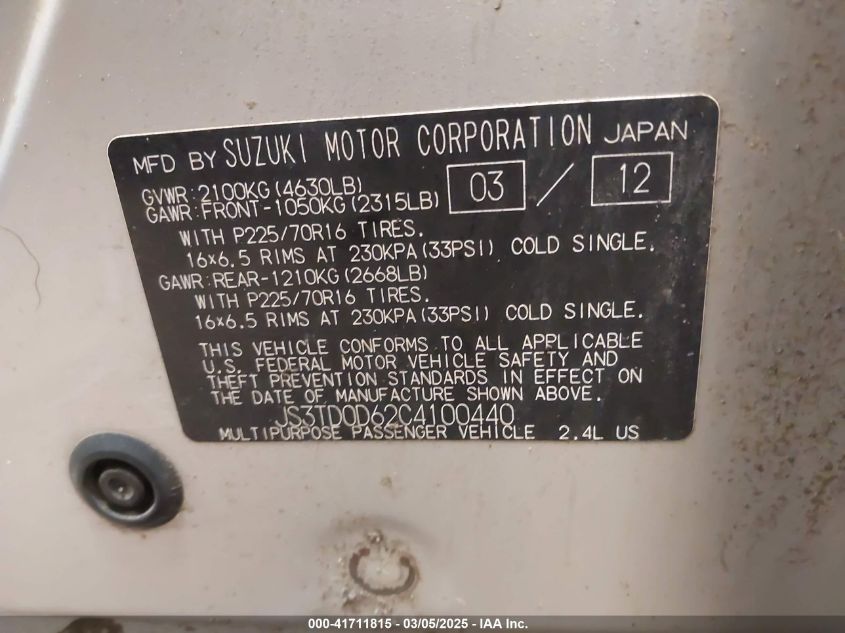 MFD BY SUZUKI MOTOR CORPORATION JAPAN
GVWR:2100KG(4630LB)
GAWR:FRONT-1050KG(2315LB) 03 / 12
WITH P225/70R16 TIRES.
16×6.5 RIMS AT 230KPA(33PSI) COLD SINGLE.
GAWR:REAR-1210KG(2668LB)
WITH P225/70R16 TIRES.
16×6.5 RIMS AT 230KPA(33PSI) COLD SINGLE.
THIS VEHICLE CONFORMS TO ALL APPLICABLE
U.S. FEDERAL MOTOR VEHICLE SAFETY AND
THEFT PREVENTION STANDARDS IN EFFECT ON
THE DATE OF MANUFACTURE SHOWN ABOVE.
JS3TD0D62C4100440
MULTIPURPOSE PASSENGER VEHICLE 2.4L US
000-41711815 - 03/05/2025 - IAA Inc.